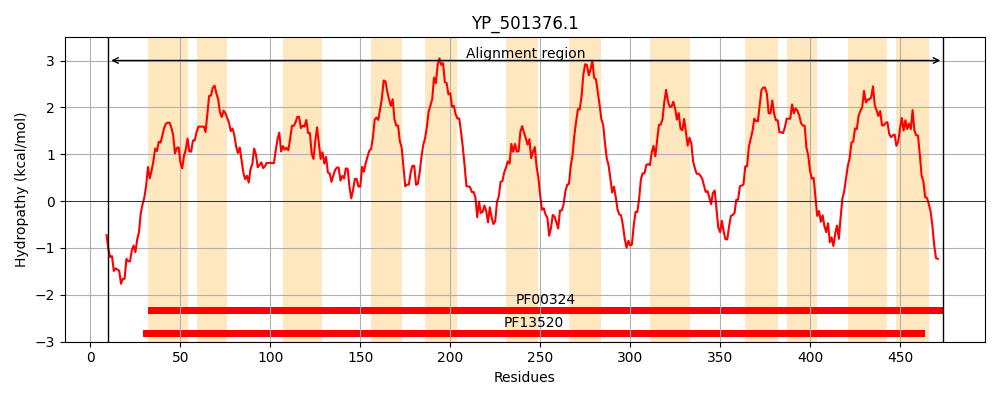 YP_501376.1
Alignment region
3
2
1
0
−1
−2
−3
Hydropathy (kcal/mol)
PF00324
PF13520
0 50 100 150 200 250 300 350 400 450
Residues